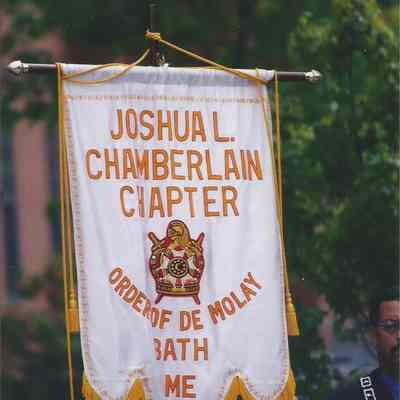 JOSHUA L.
CHAMBERLAIN
CHAPTER
ORDER OF DE MOLAY
BATH
ME